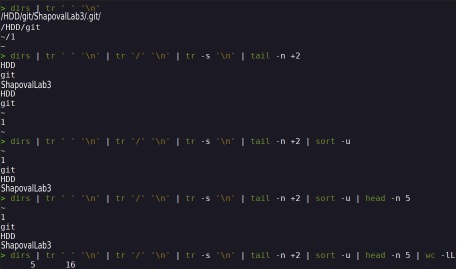 > dirs | tr ' ' '\n'
/HDD/git/ShapovalLab3/.git/
/HDD/git
~/1
~
> dirs | tr ' ' '\n' | tr '/' '\n' | tr -s '\n' | tail -n +2
HDD
git
ShapovalLab3
HDD
git
~
1
~
> dirs | tr ' ' '\n' | tr '/' '\n' | tr -s '\n' | tail -n +2 | sort -u
~
1
git
HDD
ShapovalLab3
> dirs | tr ' ' '\n' | tr '/' '\n' | tr -s '\n' | tail -n +2 | sort -u | head -n 5
~
1
git
HDD
ShapovalLab3
> dirs | tr ' ' '\n' | tr '/' '\n' | tr -s '\n' | tail -n +2 | sort -u | head -n 5 | wc -lL
5 16